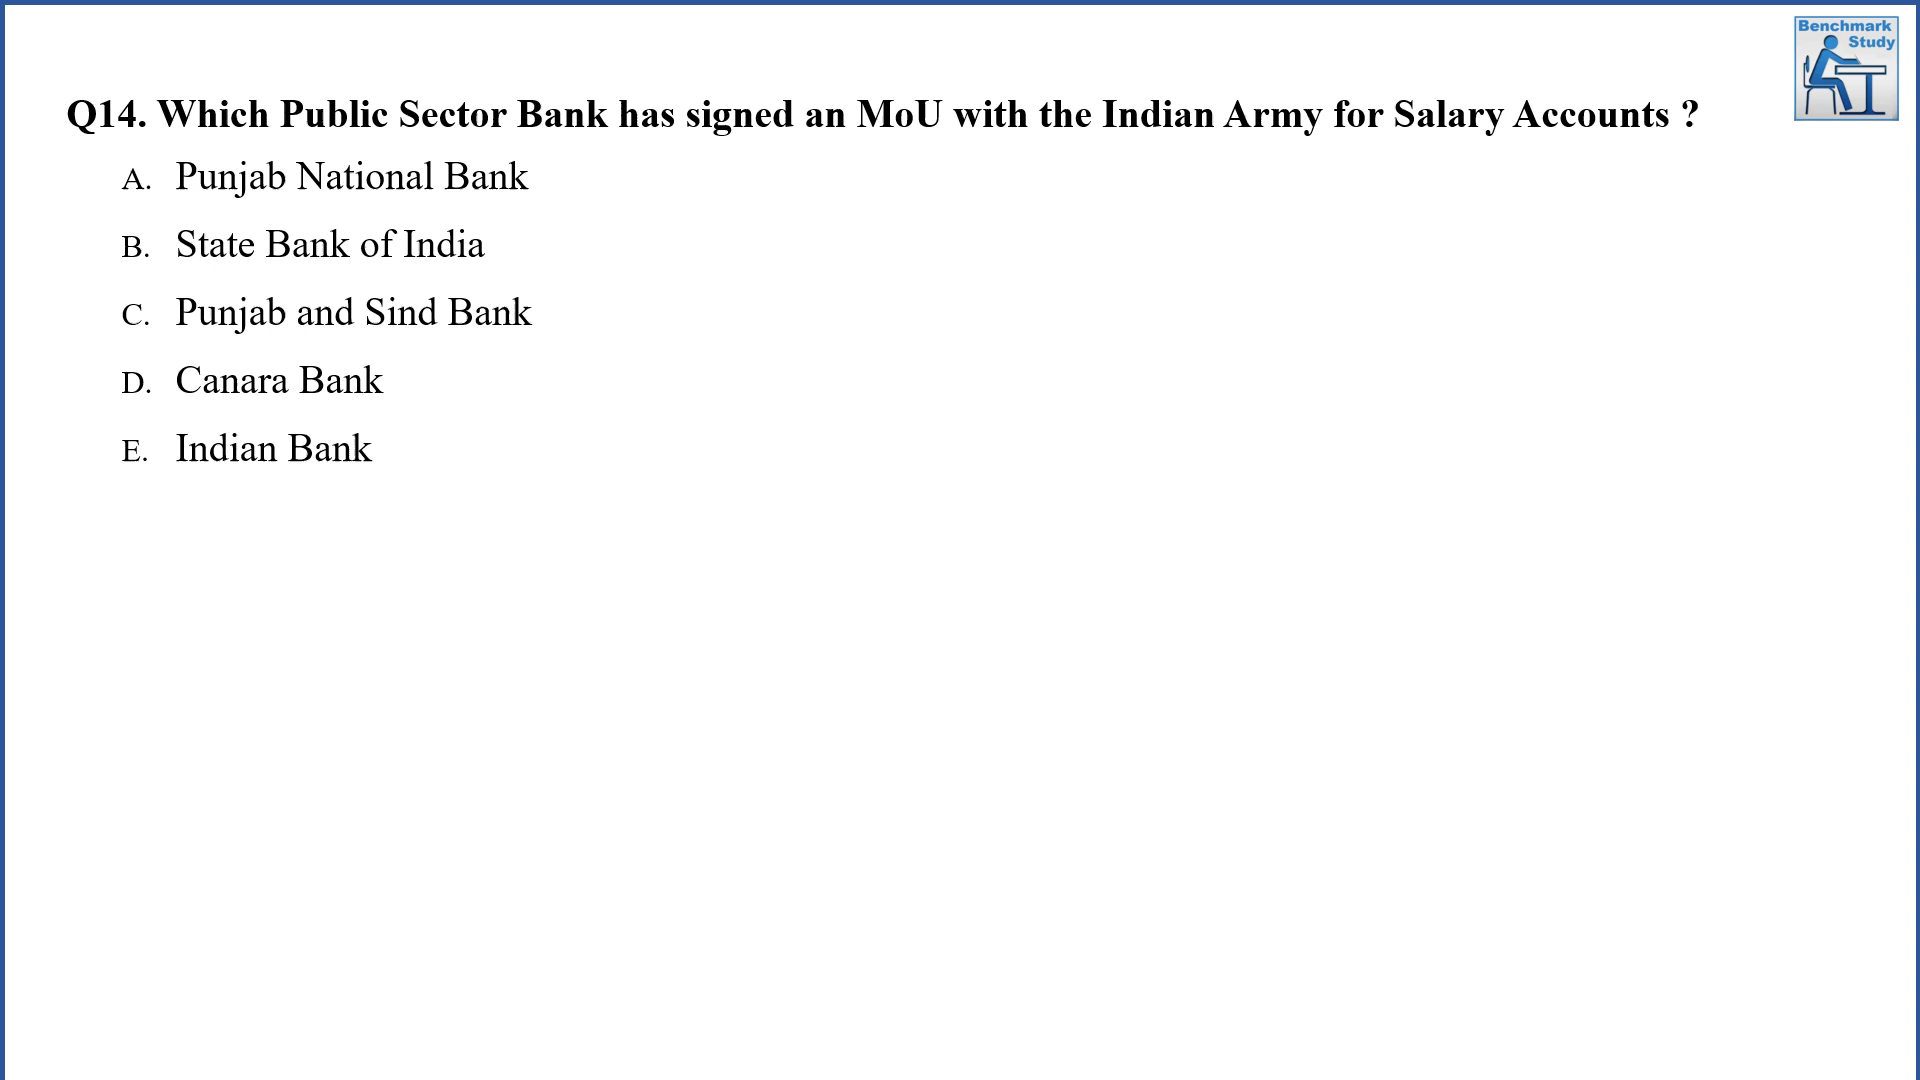 Benchmark
Study
Q14. Which Public Sector Bank has signed an MoU with the Indian Army for Salary Accounts ?
A. Punjab National Bank
B. State Bank of India
C. Punjab and Sind Bank
D. Canara Bank
E. Indian Bank